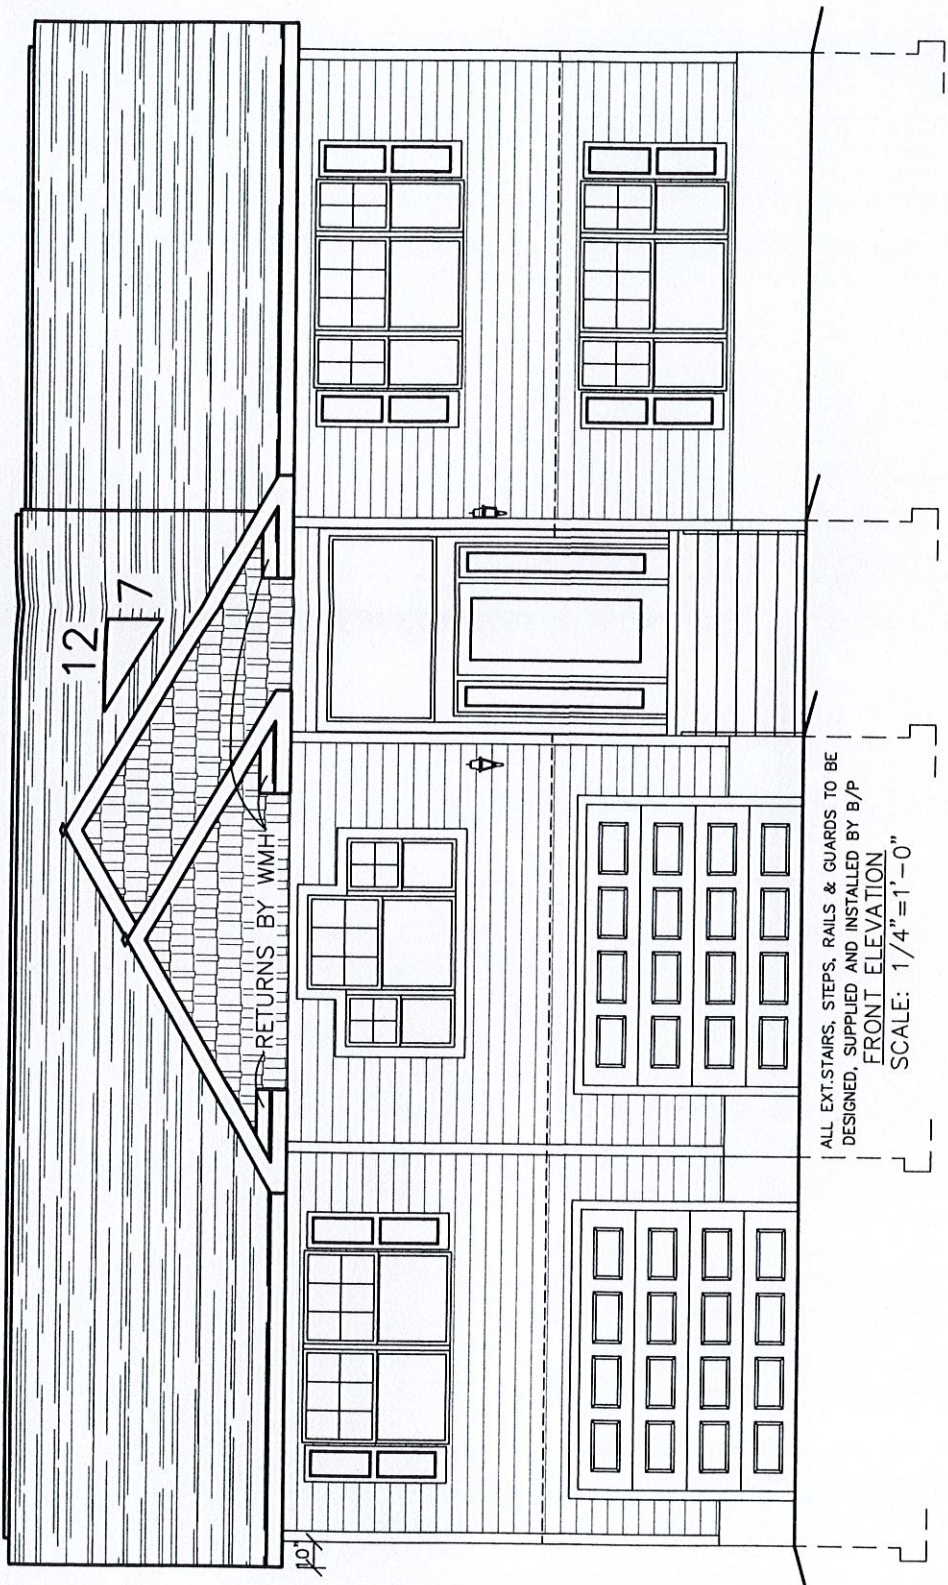 12
7
RETURNS BY WMH
10"
ALL EXT.STAIRS, STEPS, RAILS & GUARDS TO BE
DESIGNED, SUPPLIED AND INSTALLED BY B/P
FRONT ELEVATION
SCALE: 1/4"=1'-0"